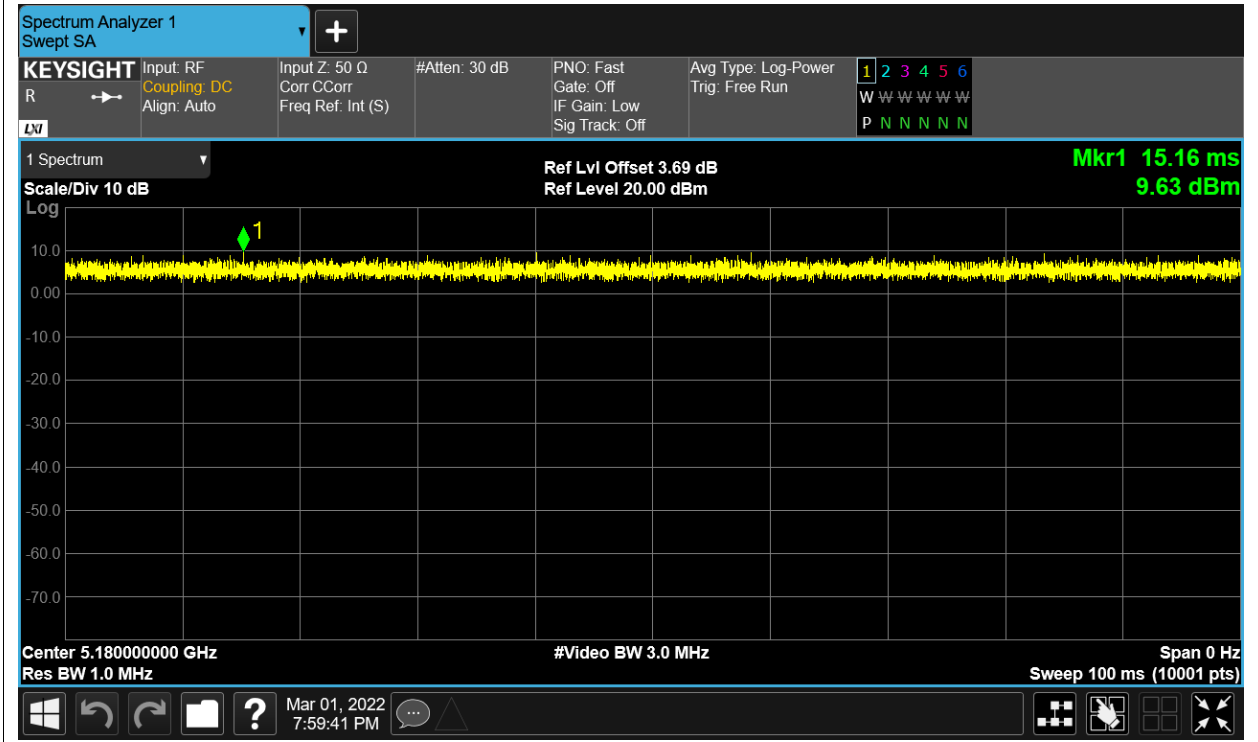 Spectrum Analyzer 1
Swept SA
KEYSIGHT
R
LXI
Input: RF
Coupling: DC
Align: Auto
Input Z: 50 Ω
Corr CCorr
Freq Ref: Int (S)
#Atten: 30 dB
PNO: Fast
Gate: Off
IF Gain: Low
Sig Track: Off
Avg Type: Log-Power
Trig: Free Run
1 2 3 4 5 6
W W W W W W
P N N N N N
1 Spectrum
Scale/Div 10 dB
Log
Ref Lvl Offset 3.69 dB
Ref Level 20.00 dBm
Mkr1 15.16 ms
9.63 dBm
1
10.0
0.00
-10.0
-20.0
-30.0
-40.0
-50.0
-60.0
-70.0
Center 5.180000000 GHz
Res BW 1.0 MHz
#Video BW 3.0 MHz
Span 0 Hz
Sweep 100 ms (10001 pts)
?
Mar 01, 2022
7:59:41 PM